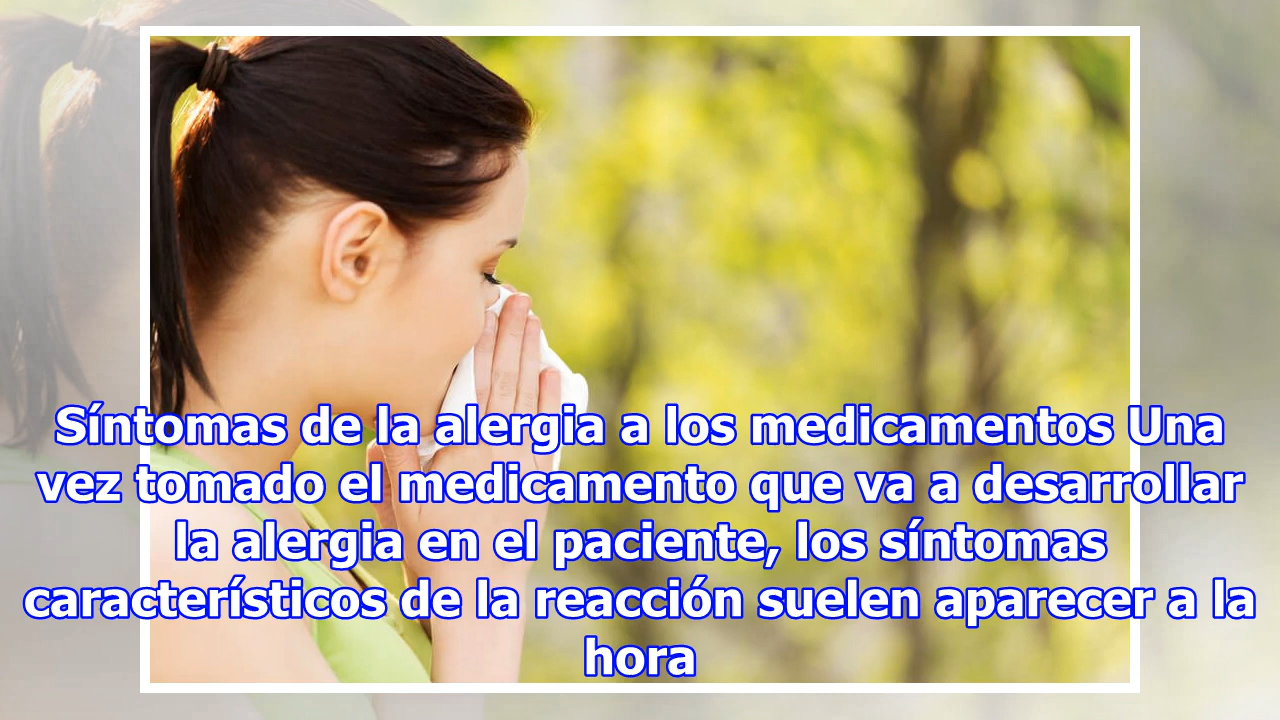 Síntomas de la alergia a los medicamentos Una
vez tomado el medicamento que va a desarrollar
la alergia en el paciente, los síntomas
característicos de la reacción suelen aparecer a la
hora